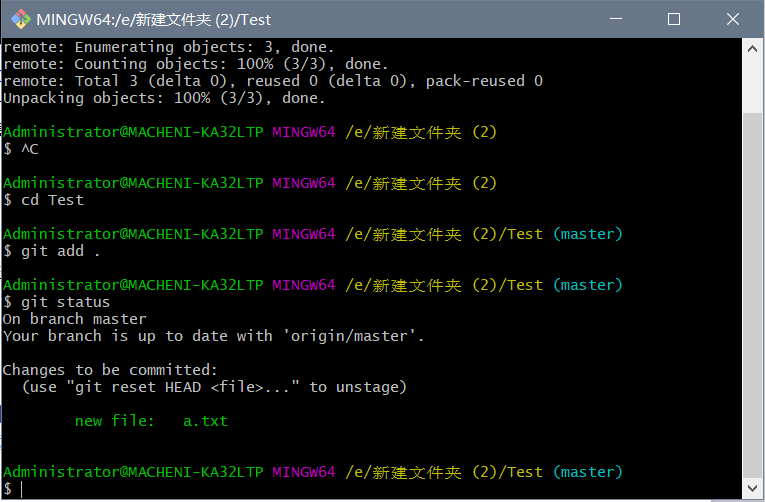 MINGW64:/e/新建文件夹 (2)/Test
remote: Enumerating objects: 3, done.
remote: Counting objects: 100% (3/3), done.
remote: Total 3 (delta 0), reused 0 (delta 0), pack-reused 0
Unpacking objects: 100% (3/3), done.
Administrator@MACHENI-KA32LTP MINGW64 /e/新建文件夹 (2)
$ ^C
Administrator@MACHENI-KA32LTP MINGW64 /e/新建文件夹 (2)
$ cd Test
Administrator@MACHENI-KA32LTP MINGW64 /e/新建文件夹 (2)/Test (master)
$ git add .
Administrator@MACHENI-KA32LTP MINGW64 /e/新建文件夹 (2)/Test (master)
$ git status
On branch master
Your branch is up to date with 'origin/master'.
Changes to be committed:
(use "git reset HEAD <file>..." to unstage)
new file:   a.txt
Administrator@MACHENI-KA32LTP MINGW64 /e/新建文件夹 (2)/Test (master)
$